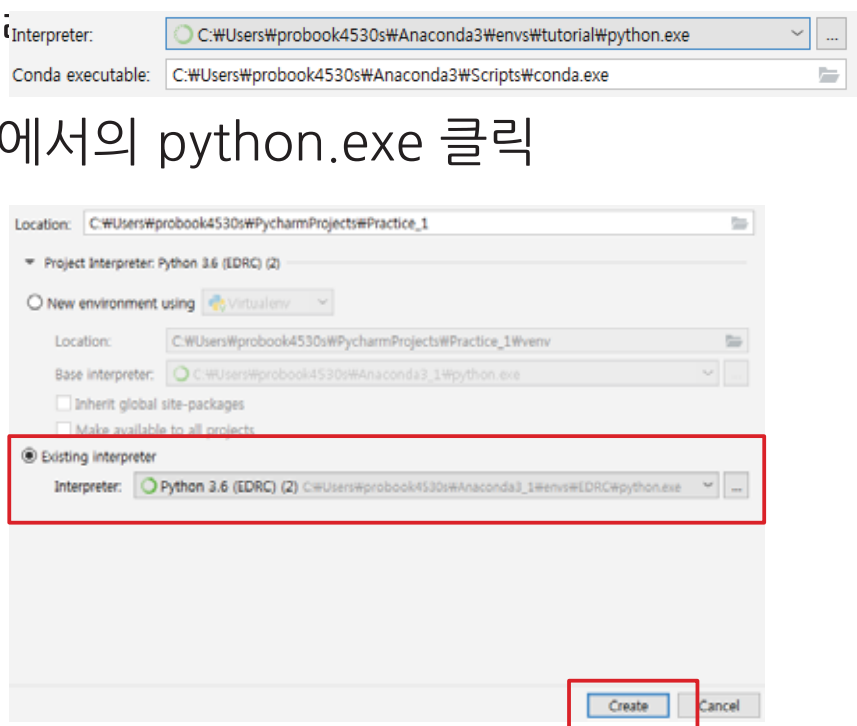 Interpreter: C:₩Users₩probook4530s₩Anaconda3₩envs₩tutorial₩python.exe ...
Conda executable: C:₩Users₩probook4530s₩Anaconda3₩Scripts₩conda.exe
에서의 python.exe 클릭
Location: C:₩Users₩probook4530s₩PycharmProjects₩Practice_1
Project Interpreter: Python 3.6 (EDRC) (2)
New environment using Virtualenv
Location: C:₩Users₩probook4530s₩PycharmProjects₩Practice_1₩venv
Base interpreter: C:₩Users₩probook4530s₩Anaconda3_1₩python.exe ...
Inherit global site-packages
Make available to all projects
Existing interpreter
Interpreter: Python 3.6 (EDRC) (2) C:₩Users₩probook4530s₩Anaconda3_1₩envs₩EDRC₩python.exe ...
Create Cancel